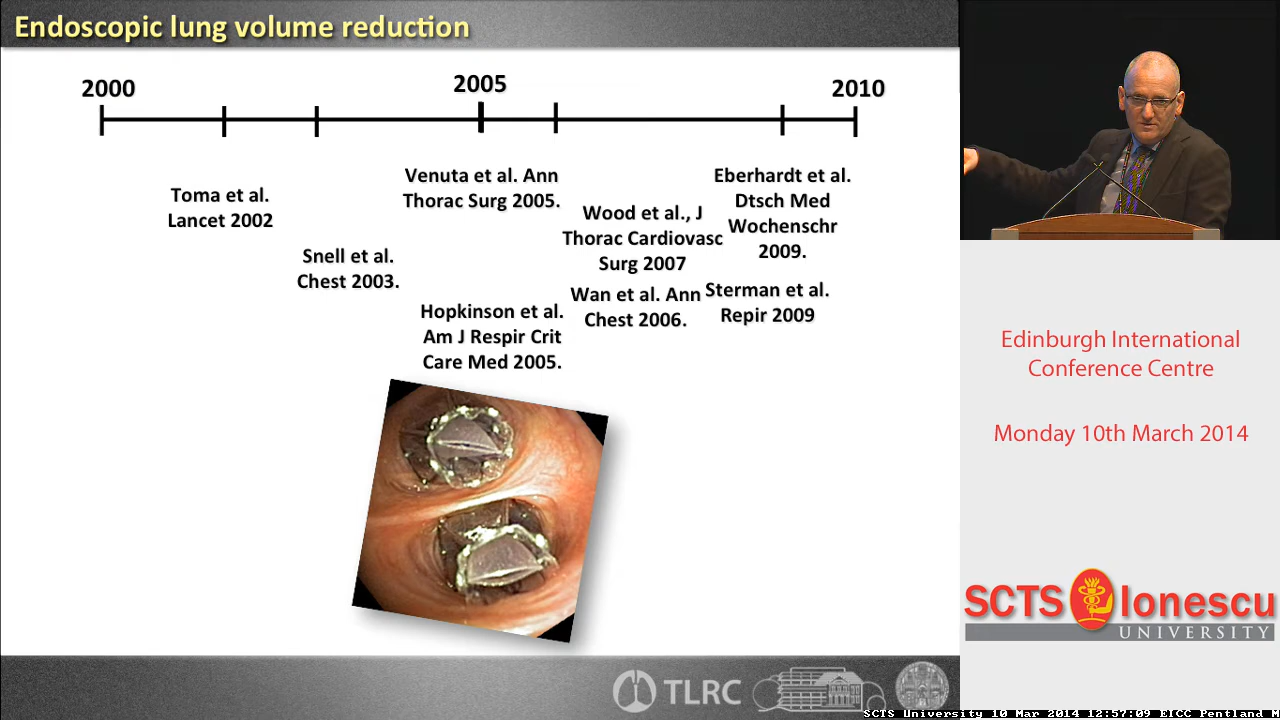 Endoscopic lung volume reduction
2000
2005
2010
Toma et al.
Lancet 2002
Snell et al.
Chest 2003.
Venuta et al. Ann
Thorac Surg 2005.
Hopkinson et al.
Am J Respir Crit
Care Med 2005.
Wood et al., J
Thorac Cardiovasc
Surg 2007
Wan et al. Ann
Chest 2006.
Eberhardt et al.
Dtsch Med
Wochenschr
2009.
Sterman et al.
Repir 2009
TLRC
Edinburgh International
Conference Centre
Monday 10th March 2014
SCTS Ionescu
UNIVERSITY
SCTS University 10 Mar 2014 12:57:09 EICC Pentland M